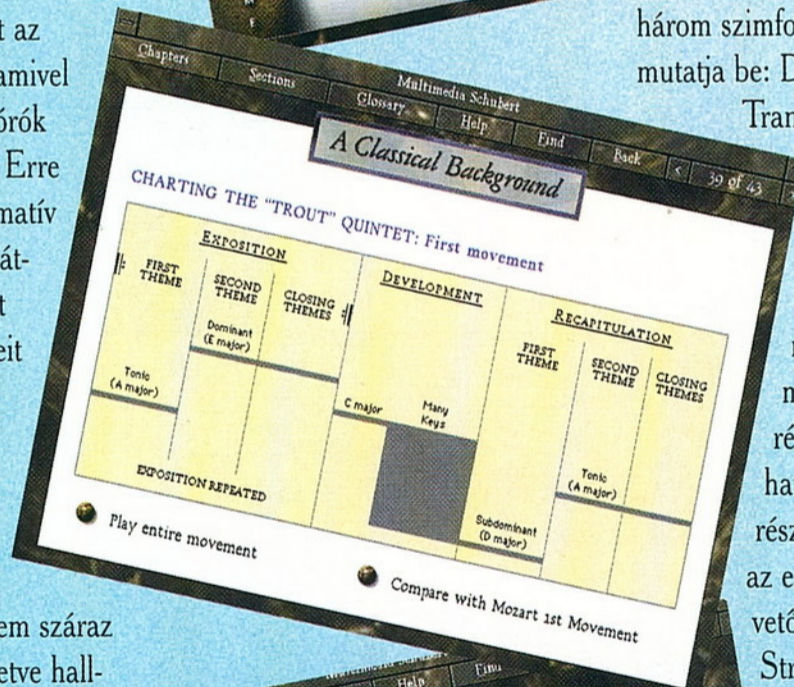 t az
amivel
órók
Erre
matív
át-
t
eit
em száraz
etve hall-
három szimfo
mutatja be: D
Tran
r
m
ré
ha
rész
az e
vető
Str
Multimedia Schubert
Chapters Sections Glossary Help Find Back < 39 of 43 >
A Classical Background
CHARTING THE "TROUT" QUINTET: First movement
EXPOSITION
FIRST
THEME
SECOND
THEME
CLOSING
THEMES
Tonic
(A major)
Dominant
(E major)
EXPOSITION REPEATED
DEVELOPMENT
C major
Many
Keys
RECAPITULATION
FIRST
THEME
SECOND
THEME
CLOSING
THEMES
Subdominant
(D major)
Tonic
(A major)
Play entire movement
Compare with Mozart 1st Movement
Help Find